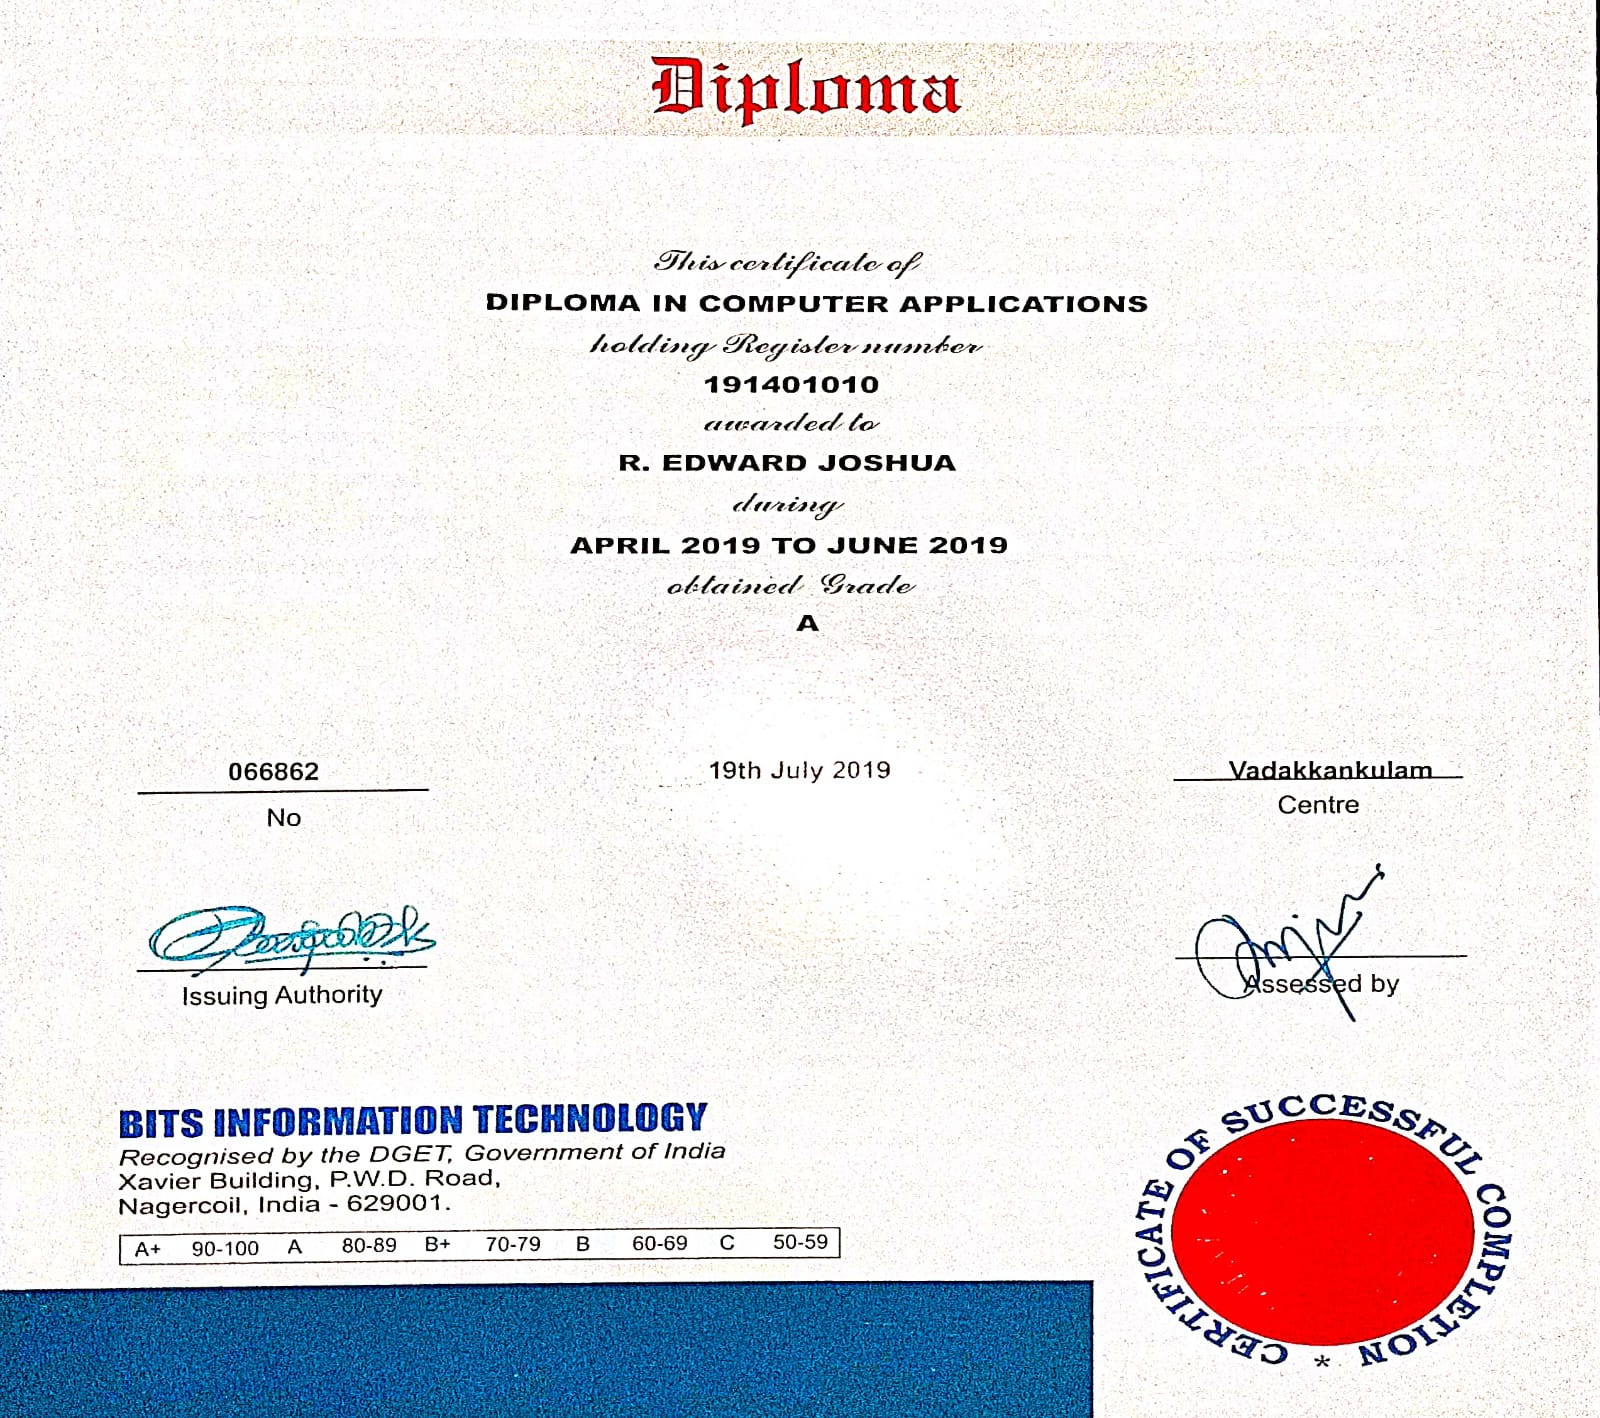 Diploma
This certificate of
DIPLOMA IN COMPUTER APPLICATIONS
holding Register number
191401010
awarded to
R. EDWARD JOSHUA
during
APRIL 2019 TO JUNE 2019
obtained Grade
A
066862
No
19th July 2019
Vadakkankulam
Centre
Issuing Authority
Assessed by
BITS INFORMATION TECHNOLOGY
Recognised by the DGET, Government of India
Xavier Building, P.W.D. Road,
Nagercoil, India - 629001.
A+ 90-100 A 80-89 B+ 70-79 B 60-69 C 50-59
CERTIFICATE OF SUCCESSFUL COMPLETION *